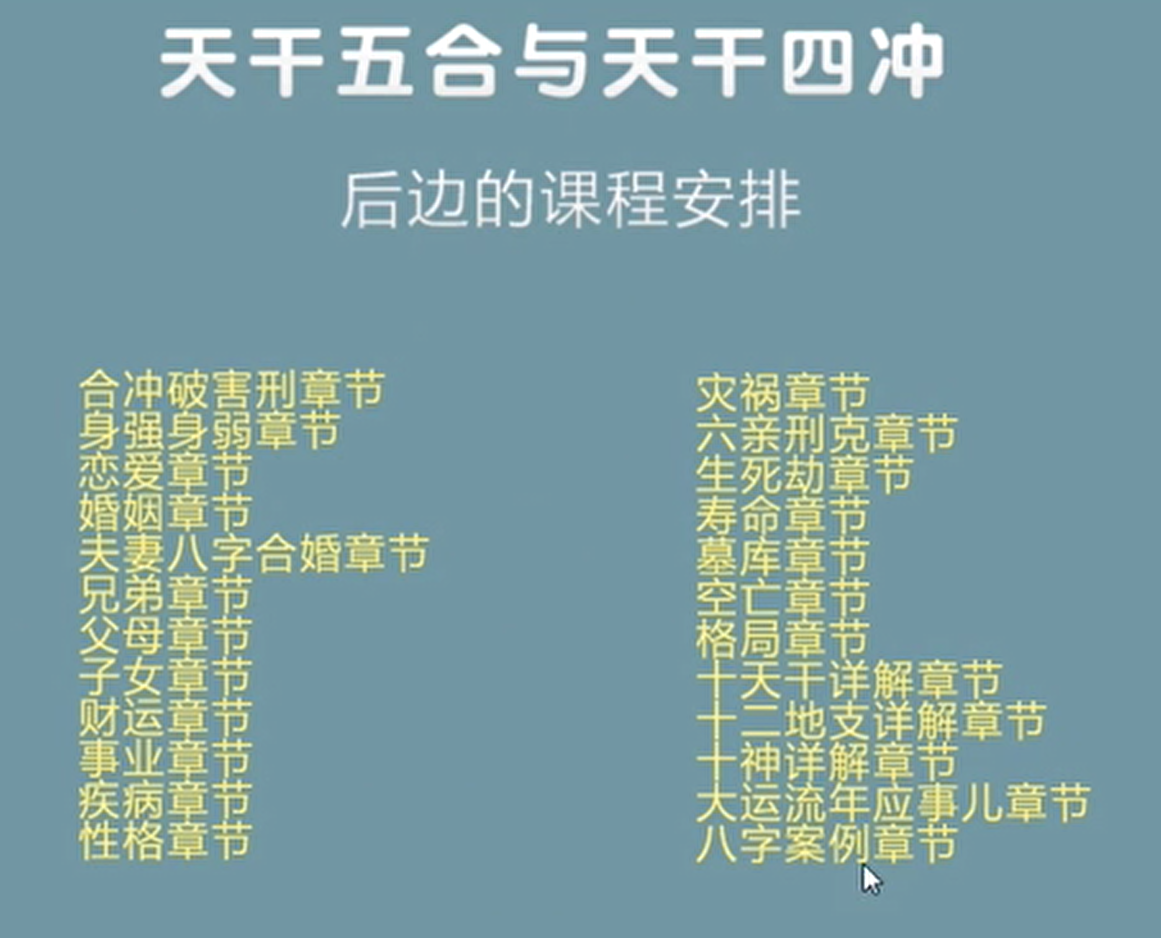 天干五合与天干四冲
后边的课程安排
合冲破害刑章节
身强身弱章节
恋爱章节
婚姻章节
夫妻八字合婚章节
兄弟章节
父母章节
子女章节
财运章节
事业章节
疾病章节
性格章节
灾祸章节
六亲刑克章节
生死劫章节
寿命章节
墓库章节
空亡章节
格局章节
十天干详解章节
十二地支详解章节
十神详解章节
大运流年应事儿章节
八字案例章节